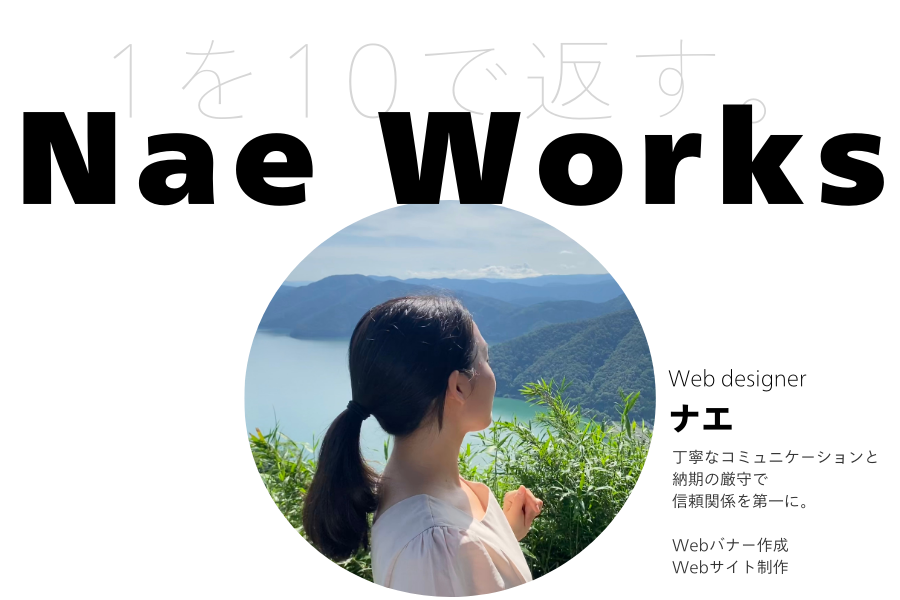 1を10で返す。
Nae Works
Web designer
ナエ
丁寧なコミュニケーションと
納期の厳守で
信頼関係を第一に。
Webバナー作成
Webサイト制作